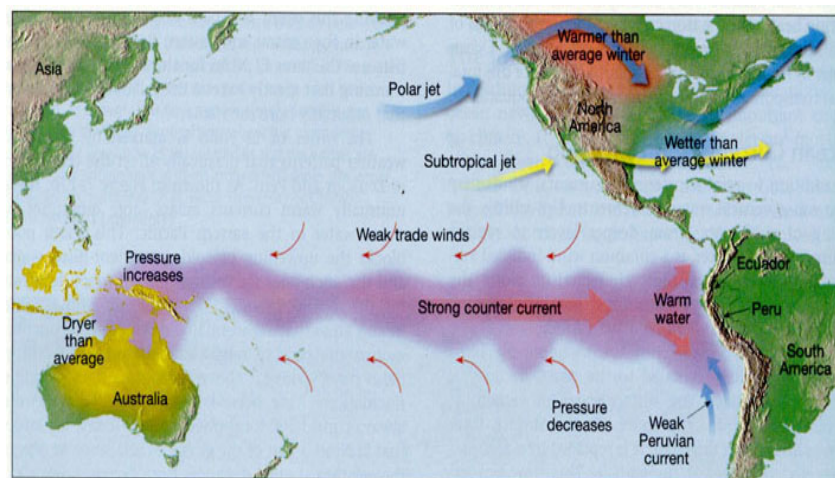 Asia
Polar jet
Warmer than
average winter
North
America
Subtropical jet
Wetter than
average winter
Weak trade winds
Pressure
increases
Ecuador
Strong counter current
Warm
water
Peru
Dryer
than
average
South
America
Australia
Pressure
decreases
Weak
Peruvian
current